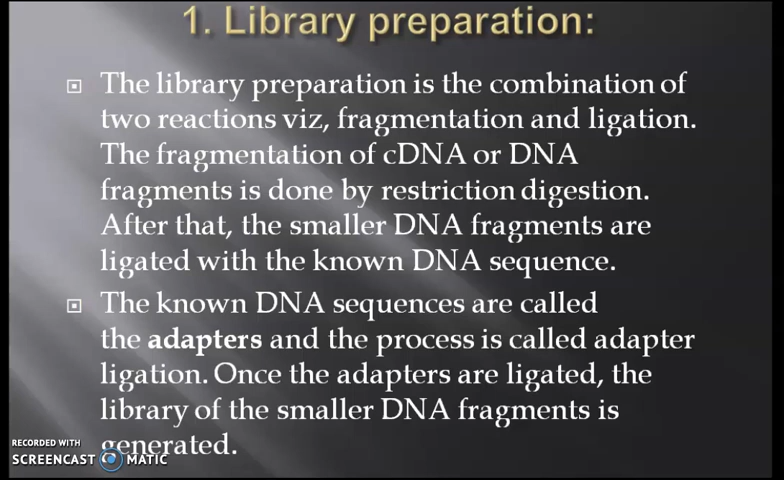 1. Library preparation:
The library preparation is the combination of
two reactions viz, fragmentation and ligation.
The fragmentation of cDNA or DNA
fragments is done by restriction digestion.
After that, the smaller DNA fragments are
ligated with the known DNA sequence.
The known DNA sequences are called
the adapters and the process is called adapter
ligation. Once the adapters are ligated, the
library of the smaller DNA fragments is
generated.
RECORDED WITH
SCREENCAST MATIC